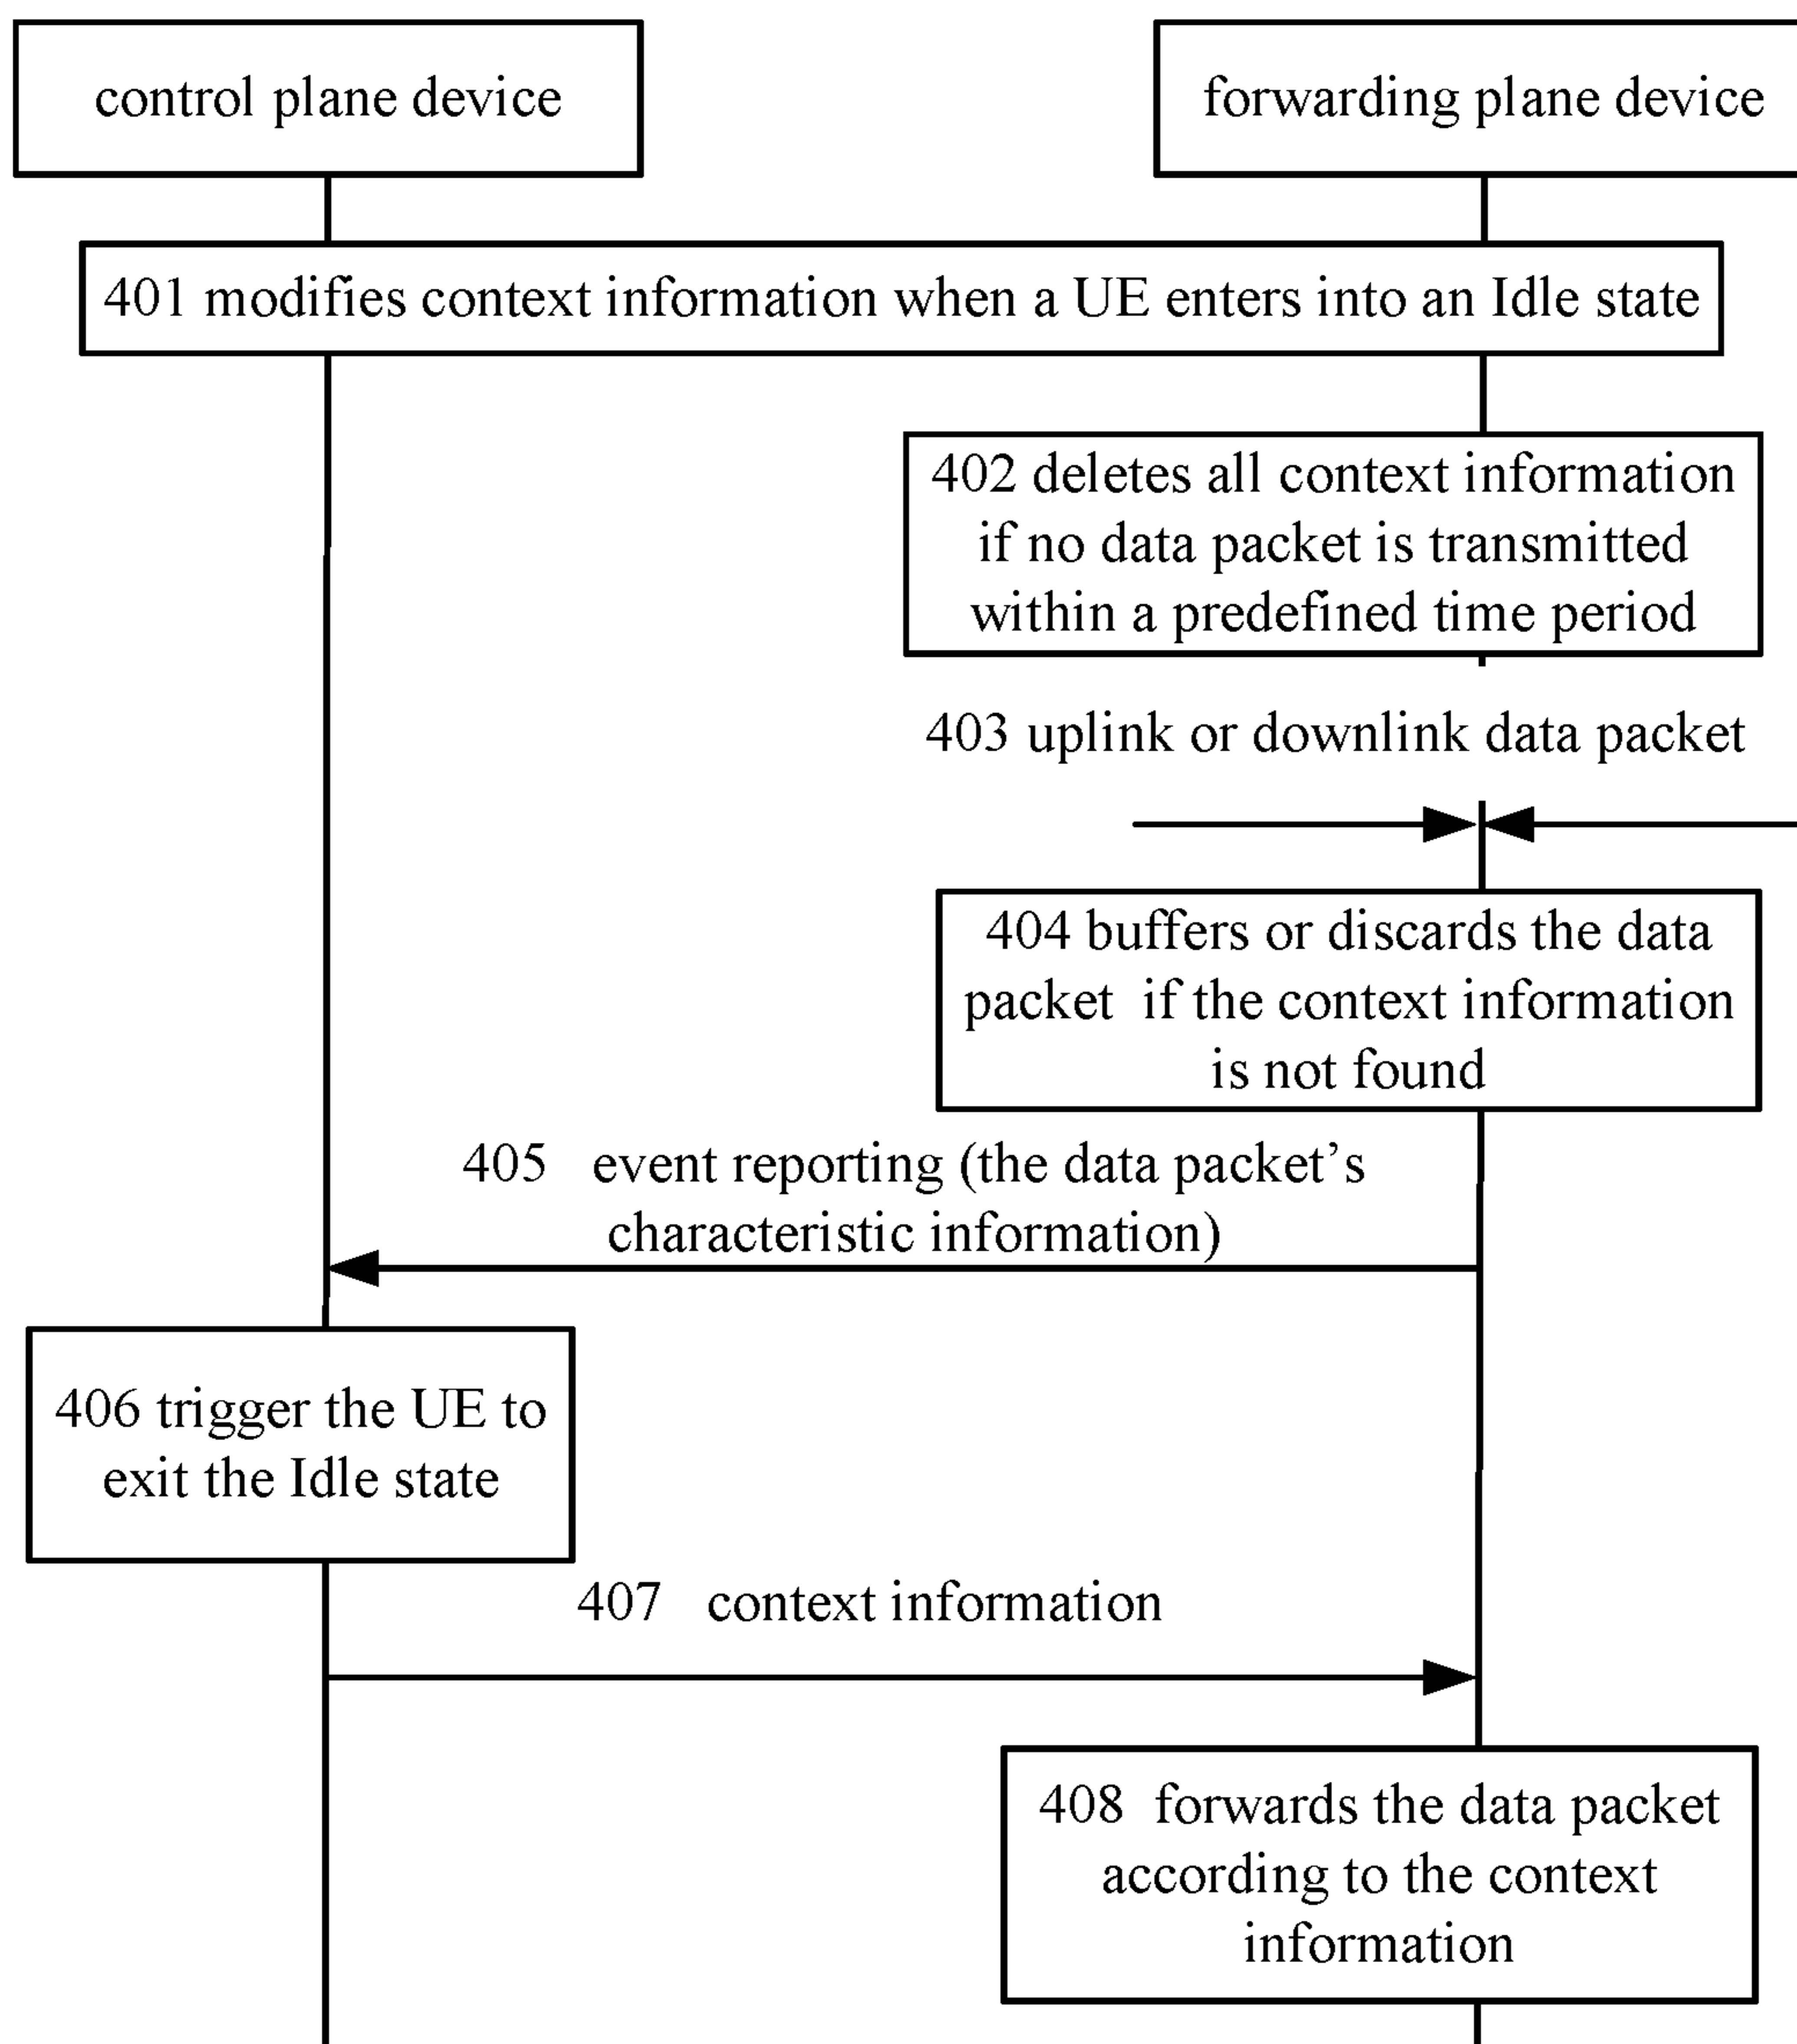 control plane device
forwarding plane device
401 modifies context information when a UE enters into an Idle state
402 deletes all context information
if no data packet is transmitted
within a predefined time period
403 uplink or downlink data packet
404 buffers or discards the data
packet if the context information
is not found
405 event reporting (the data packet’s
characteristic information)
406 trigger the UE to
exit the Idle state
407 context information
408 forwards the data packet
according to the context
information